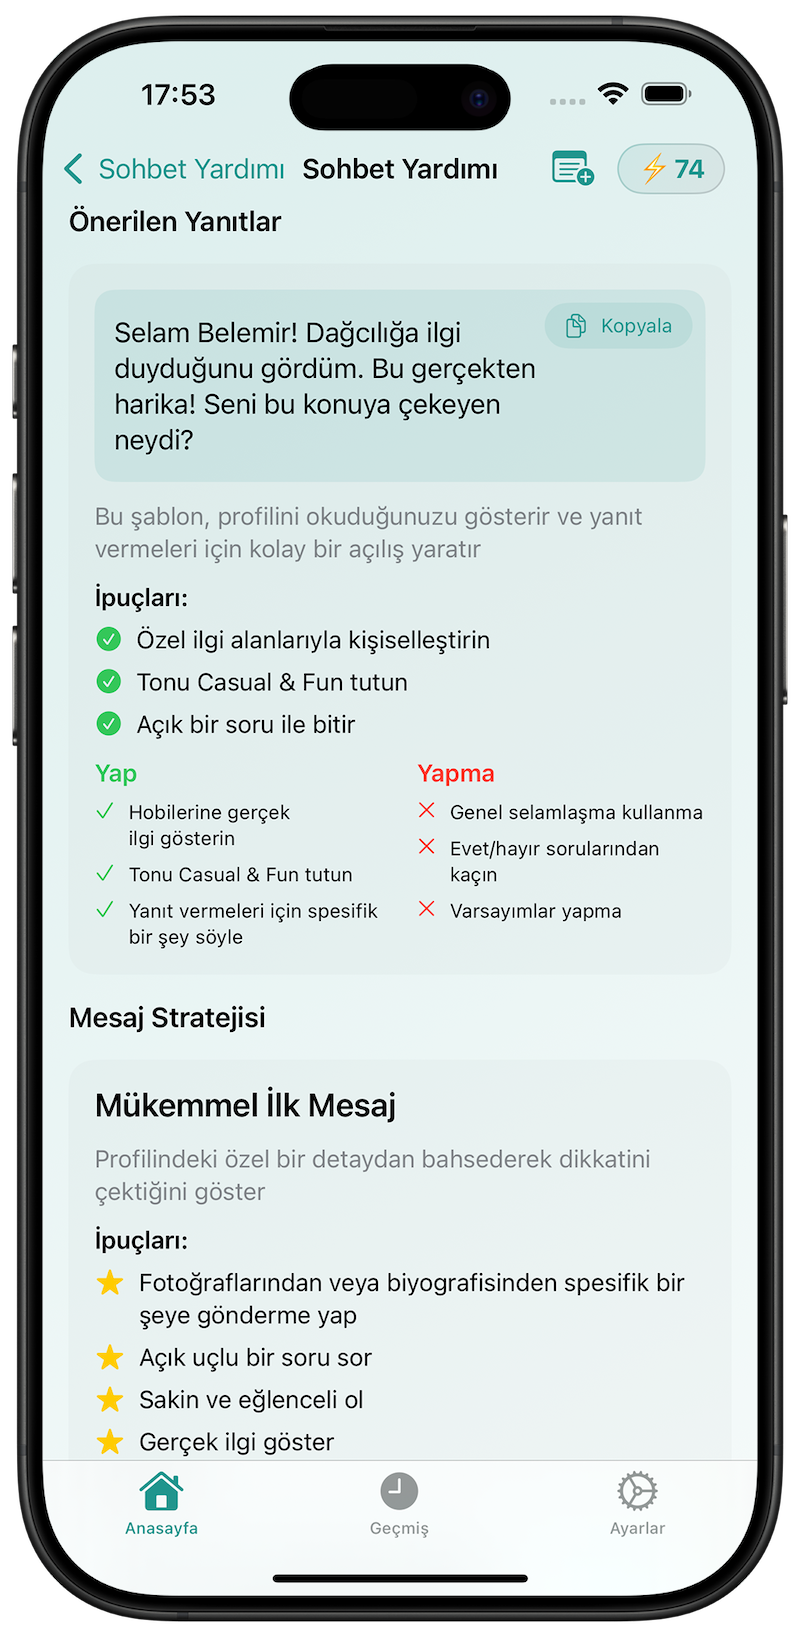 17:53
Sohbet Yardımı Sohbet Yardımı 74
Önerilen Yanıtlar
Kopyala
Selam Belemir! Dağcılığa ilgi
duyduğunu gördüm. Bu gerçekten
harika! Seni bu konuya çekeyen
neydi?
Bu şablon, profilini okuduğunuzu gösterir ve yanıt
vermeleri için kolay bir açılış yaratır
İpuçları:
Özel ilgi alanlarıyla kişiselleştirin
Tonu Casual & Fun tutun
Açık bir soru ile bitir
Yap
Hobilerine gerçek
ilgi gösterin
Tonu Casual & Fun tutun
Yanıt vermeleri için spesifik
bir şey söyle
Yapma
Genel selamlaşma kullanma
Evet/hayır sorularından
kaçın
Varsayımlar yapma
Mesaj Stratejisi
Mükemmel İlk Mesaj
Profilindeki özel bir detaydan bahsederek dikkatini
çektiğini göster
İpuçları:
Fotoğraflarından veya biyografisinden spesifik bir
şeye gönderme yap
Açık uçlu bir soru sor
Sakin ve eğlenceli ol
Gerçek ilgi göster
Anasayfa Geçmiş Ayarlar